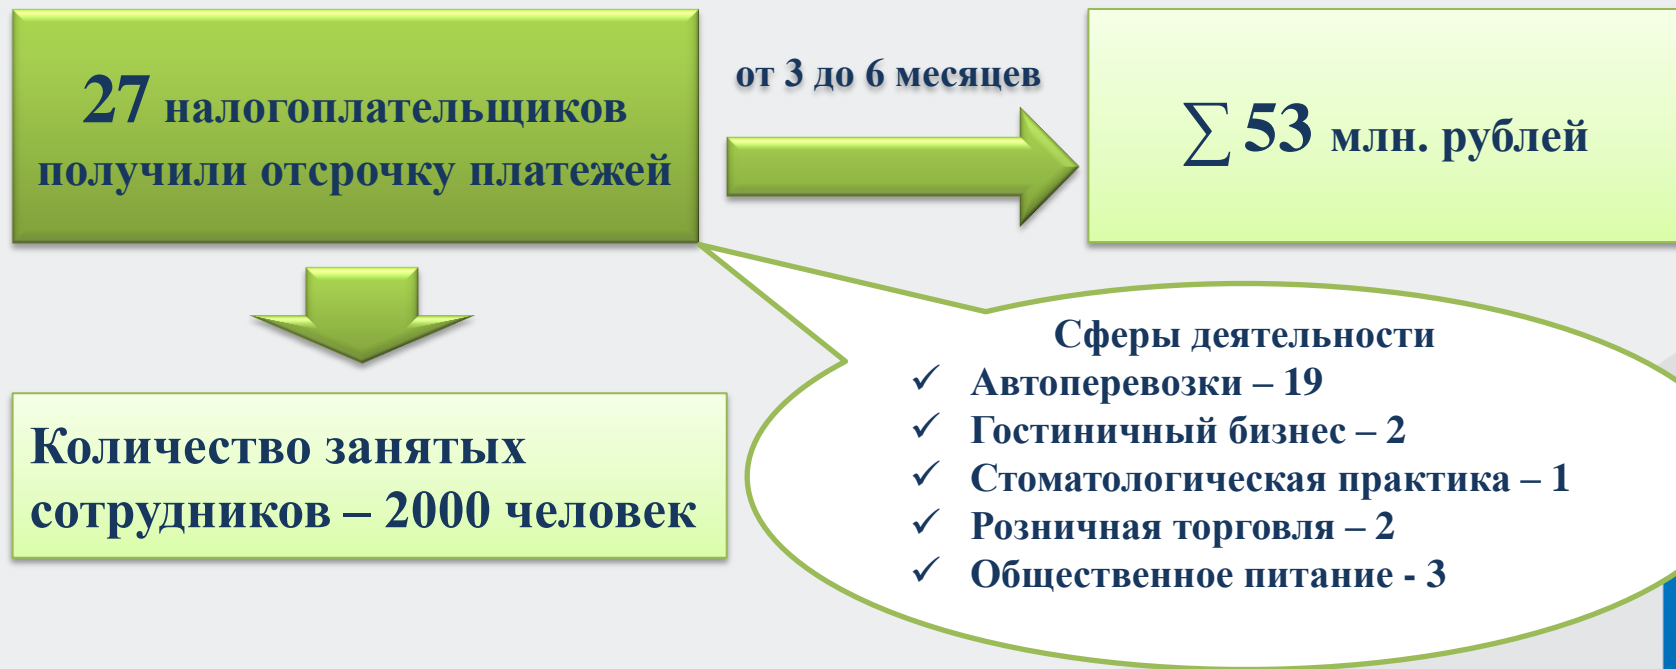 27 налогоплательщиков
получили отсрочку платежей
от 3 до 6 месяцев
∑ 53 млн. рублей
Количество занятых
сотрудников – 2000 человек
Сферы деятельности
✓ Автоперевозки – 19
✓ Гостиничный бизнес – 2
✓ Стоматологическая практика – 1
✓ Розничная торговля – 2
✓ Общественное питание - 3